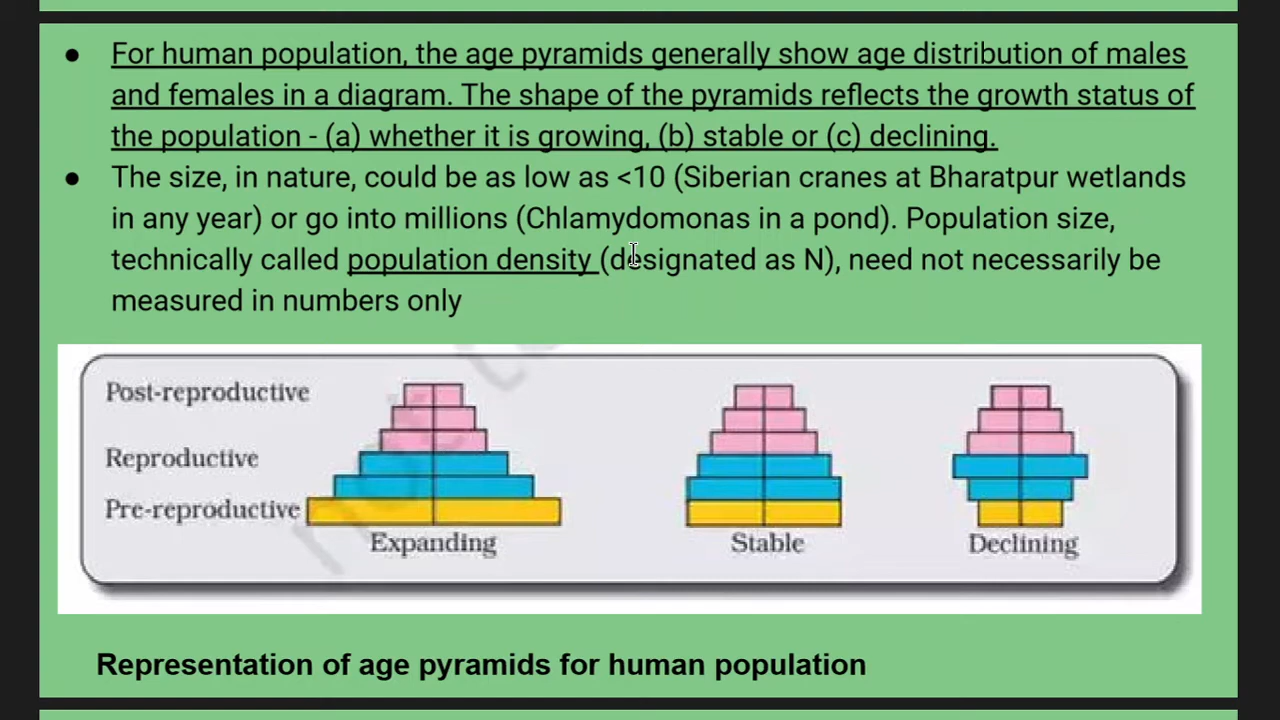 ● For human population, the age pyramids generally show age distribution of males
and females in a diagram. The shape of the pyramids reflects the growth status of
the population - (a) whether it is growing, (b) stable or (c) declining.
● The size, in nature, could be as low as <10 (Siberian cranes at Bharatpur wetlands
in any year) or go into millions (Chlamydomonas in a pond). Population size,
technically called population density (designated as N), need not necessarily be
measured in numbers only
Post-reproductive
Reproductive
Pre-reproductive
Expanding Stable Declining
Representation of age pyramids for human population